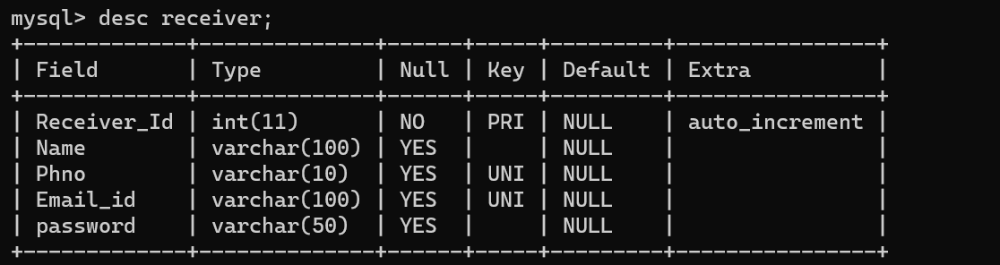 mysql> desc receiver;
+-------------+--------------+------+-----+---------+----------------+
| Field       | Type         | Null | Key | Default | Extra          |
+-------------+--------------+------+-----+---------+----------------+
| Receiver_Id | int(11)      | NO   | PRI | NULL    | auto_increment |
| Name        | varchar(100) | YES  |     | NULL    |                |
| Phno        | varchar(10)  | YES  | UNI | NULL    |                |
| Email_id    | varchar(100) | YES  | UNI | NULL    |                |
| password    | varchar(50)  | YES  |     | NULL    |                |
+-------------+--------------+------+-----+---------+----------------+